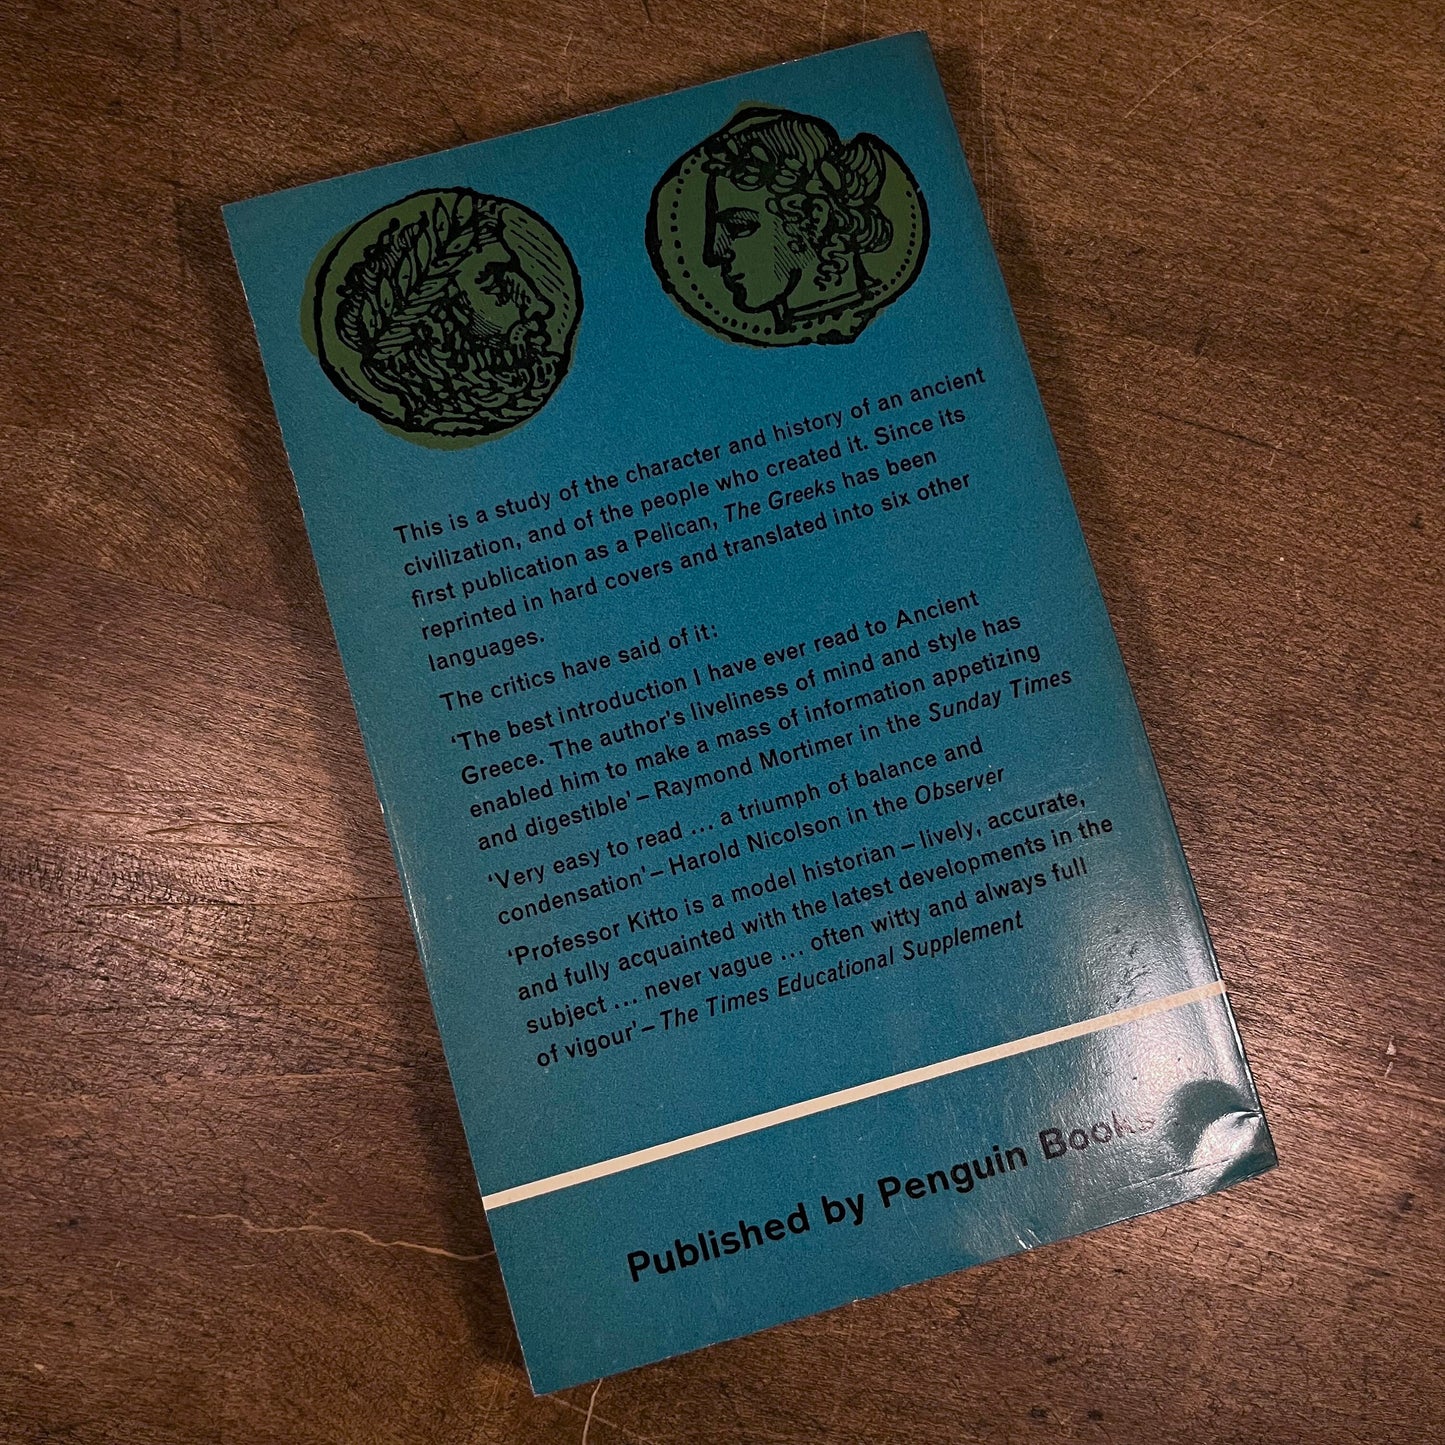 This is a study of the character and history of an ancient
civilization, and of the people who created it. Since its
first publication as a Pelican, The Greeks has been
reprinted in hard covers and translated into six other
languages.
The critics have said of it:
‘The best introduction I have ever read to Ancient
Greece. The author’s liveliness of mind and style has
enabled him to make a mass of information appetizing
and digestible’ – Raymond Mortimer in the Sunday Times
‘Very easy to read ... a triumph of balance and
condensation’ – Harold Nicolson in the Observer
‘Professor Kitto is a model historian – lively, accurate,
and fully acquainted with the latest developments in the
subject ... never vague ... often witty and always full
of vigour’ – The Times Educational Supplement
Published by Penguin Books